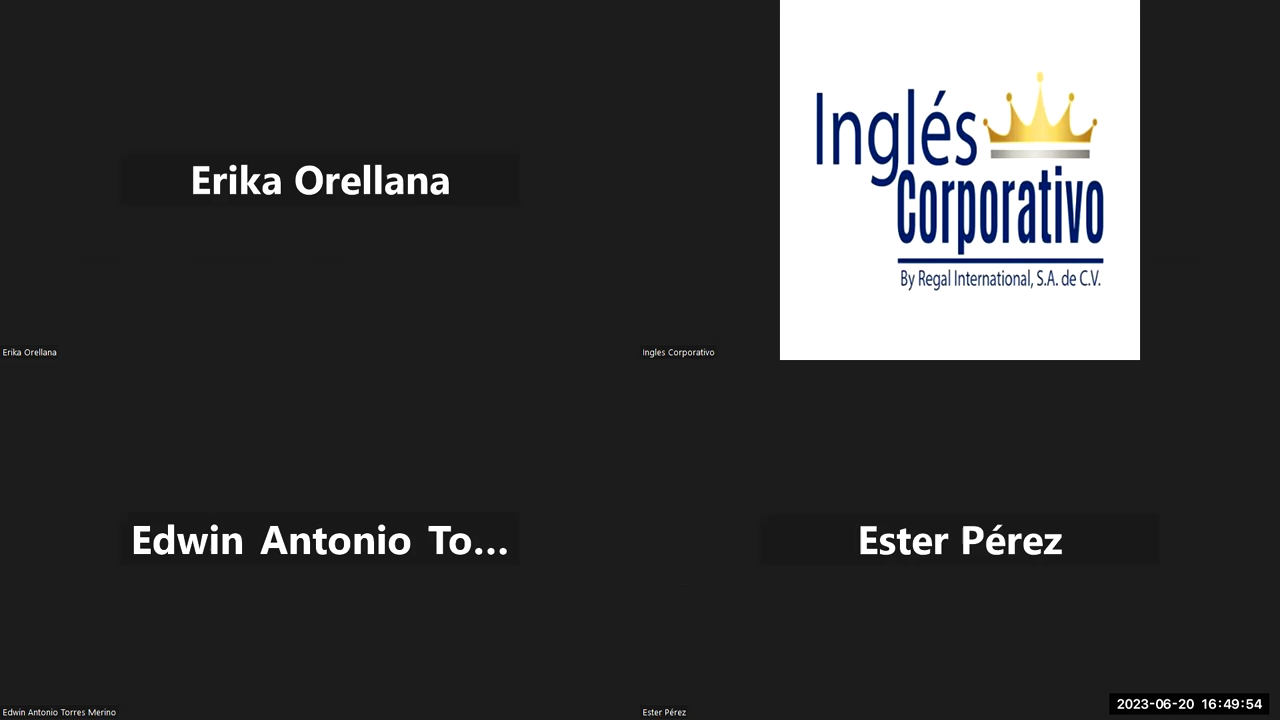 Erika Orellana
Erika Orellana
Inglés
Corporativo
By Regal International, S.A. de C.V.
Ingles Corporativo
Edwin Antonio To...
Edwin Antonio Torres Merino
Ester Pérez
Ester Pérez
2023-06-20 16:49:54